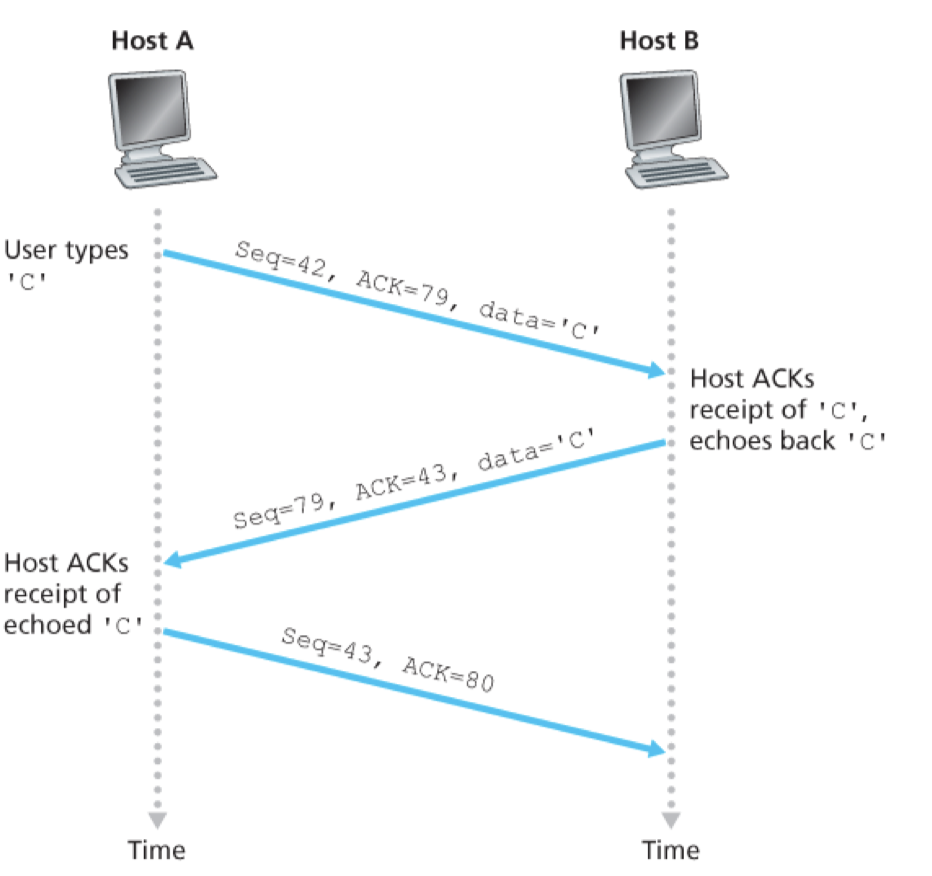 Host A
Host B
User types
'C'
Seq=42, ACK=79, data='C'
Host ACKs
receipt of 'C',
echoes back 'C'
Seq=79, ACK=43, data='C'
Host ACKs
receipt of
echoed 'C'
Seq=43, ACK=80
Time
Time